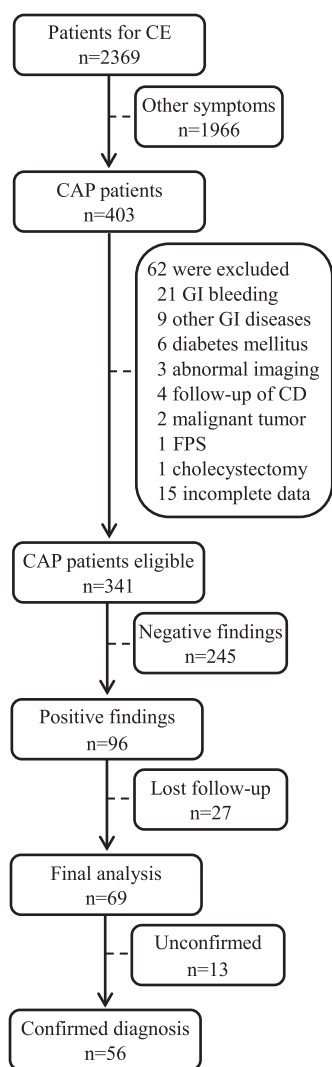 Patients for CE
n=2369
Other symptoms
n=1966
CAP patients
n=403
62 were excluded
21 GI bleeding
9 other GI diseases
6 diabetes mellitus
3 abnormal imaging
4 follow-up of CD
2 malignant tumor
1 FPS
1 cholecystectomy
15 incomplete data
CAP patients eligible
n=341
Negative findings
n=245
Positive findings
n=96
Lost follow-up
n=27
Final analysis
n=69
Unconfirmed
n=13
Confirmed diagnosis
n=56